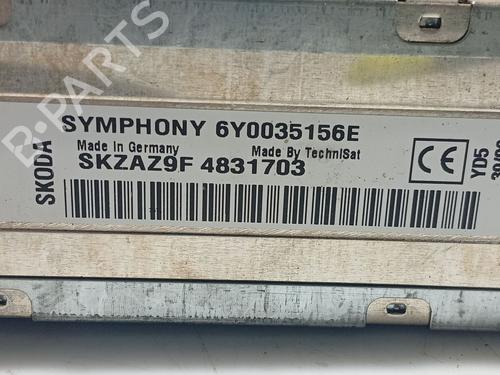 SYMPHONY 6Y0035156E
Made in Germany Made By TechniSat
SKZAZ9F 4831703
SKODA
CE
YD5
B-PARTS